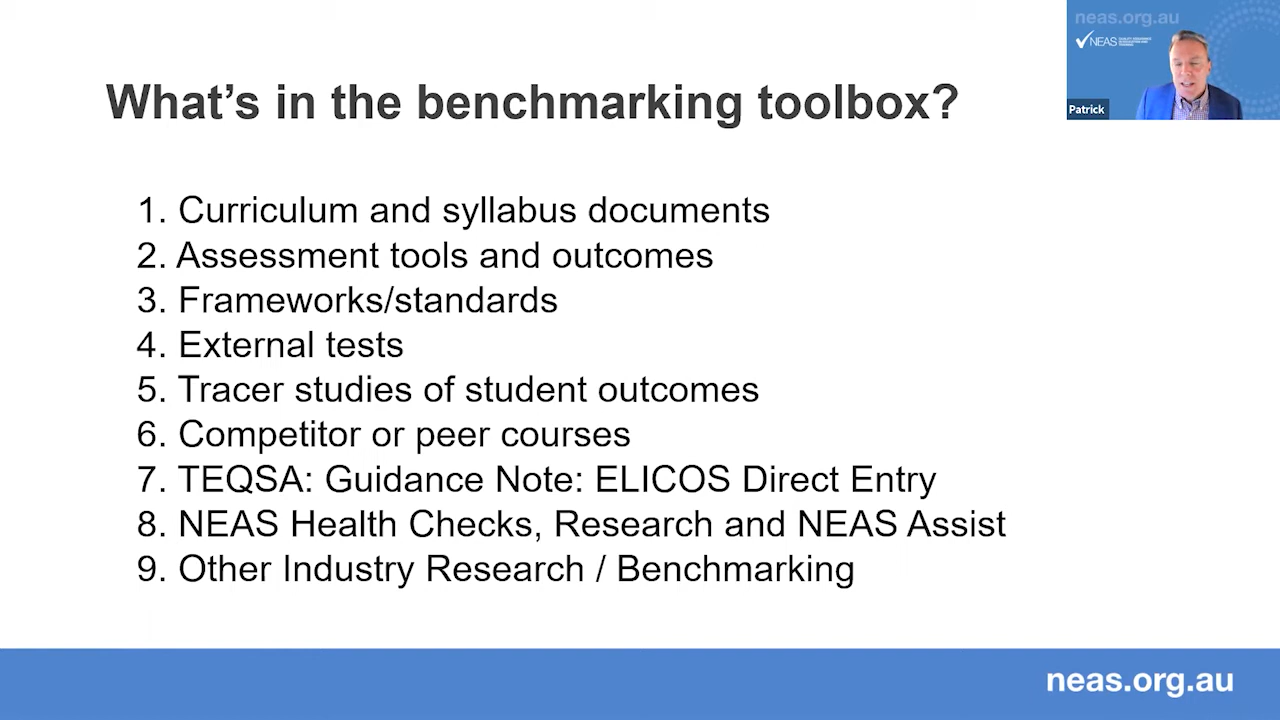 What's in the benchmarking toolbox?
1. Curriculum and syllabus documents
2. Assessment tools and outcomes
3. Frameworks/standards
4. External tests
5. Tracer studies of student outcomes
6. Competitor or peer courses
7. TEQSA: Guidance Note: ELICOS Direct Entry
8. NEAS Health Checks, Research and NEAS Assist
9. Other Industry Research / Benchmarking
neas.org.au
NEAS
Patrick
neas.org.au